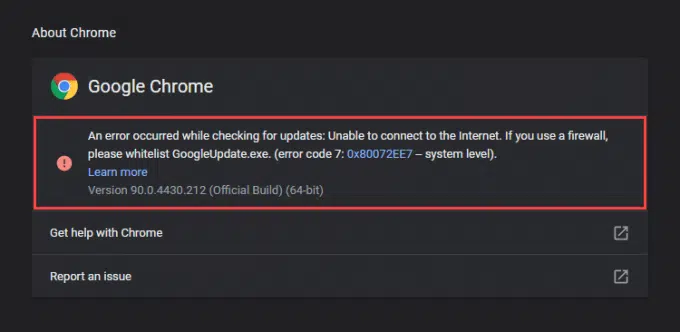 About Chrome
Google Chrome
An error occurred while checking for updates: Unable to connect to the Internet. If you use a firewall,
please whitelist GoogleUpdate.exe. (error code 7: 0x80072EE7 – system level).
Learn more
Version 90.0.4430.212 (Official Build) (64-bit)
Get help with Chrome
Report an issue